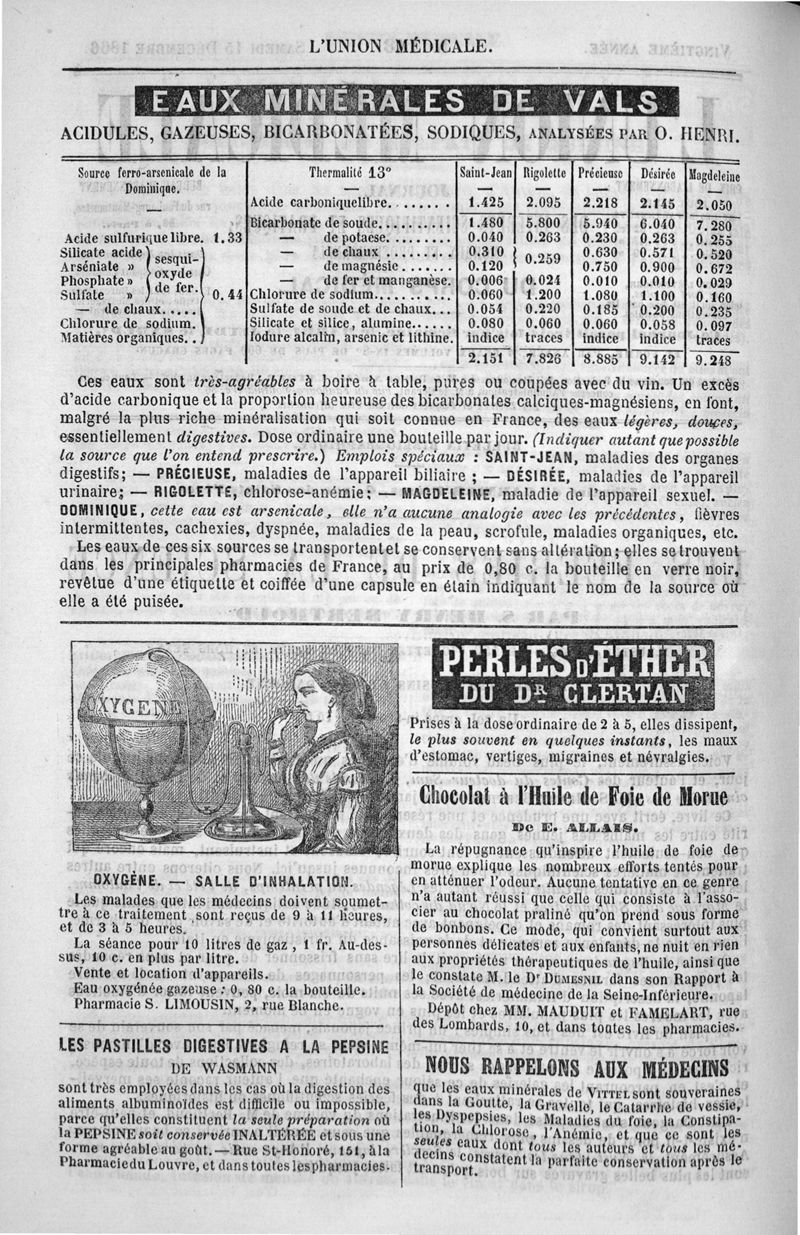 L'UNION MÉDICALE.
EAUX MINÉRALES DE VALS
ACIDULES, GAZEUSES, BICARBONATÉES, SODIQUES, ANALYSÉES PAR O. HENRI.
Source ferro-arsenicale de la
Dominique.
Acide sulfurique libre. 1.33
Silicate acide
Arséniate »
Phosphate »
Sulfate »
sesqui-
oxyde
de fer.
— de chaux.....
Chlorure de sodium.
Matières organiques..
0.44
Thermalité 13° Saint-Jean Rigolette Précieuse Désirée Magdeleine
Acide carboniquelibre........ 1.425 2.095 2.218 2.145 2.050
Bicarbonate de soude.......... 1.480 5.800 5.940 6.040 7.280
— de potaese......... 0.040 0.263 0.230 0.263 0.255
— de chaux.......... 0.310 0.259 0.630 0.571 0.520
— de magnésie....... 0.120 0.750 0.900 0.672
— de fer et manganèse. 0.006 0.024 0.010 0.010 0.029
Chlorure de sodium........... 0.060 1.200 1.080 1.100 0.160
Sulfate de soude et de chaux... 0.054 0.220 0.185 0.200 0.235
Silicate et silice, alumine...... 0.080 0.060 0.060 0.058 0.097
Iodure alcalin, arsenic et lithine. indice traces indice indice traces
2.151 7.826 8.885 9.142 9.248
Ces eaux sont très-agréables à boire à table, pures ou coupées avec du vin. Un excès
d'acide carbonique et la proportion heureuse des bicarbonates calciques-magnésiens, en font,
malgré la plus riche minéralisation qui soit connue en France, des eaux légères, douces,
essentiellement digestives. Dose ordinaire une bouteille par jour. (Indiquer autant que possible
la source que l'on entend prescrire.) Emplois spéciaux : SAINT-JEAN, maladies des organes
digestifs; — PRÉCIEUSE, maladies de l'appareil biliaire ; — DÉSIRÉE, maladies de l'appareil
urinaire; — RIGOLETTE, chlorose-anémie; — MAGDELEINE, maladie de l'appareil sexuel. —
DOMINIQUE, cette eau est arsenicale, elle n'a aucune analogie avec les précédentes, fièvres
intermittentes, cachexies, dyspnée, maladies de la peau, scrofule, maladies organiques, etc.
Les eaux de ces six sources se transportent et se conservent sans altération; elles se trouvent
dans les principales pharmacies de France, au prix de 0,80 c. la bouteille en verre noir,
revêtue d'une étiquette et coiffée d'une capsule en étain indiquant le nom de la source où
elle a été puisée.
OXYGENE
OXYGÈNE. — SALLE D'INHALATION.
Les malades que les médecins doivent soumet-
tre à ce traitement sont reçus de 9 à 11 heures,
et de 3 à 5 heures.
La séance pour 10 litres de gaz, 1 fr. Au-des-
sus, 10 c. en plus par litre.
Vente et location d'appareils.
Eau oxygénée gazeuse : 0, 80 c. la bouteille.
Pharmacie S. LIMOUSIN, 2, rue Blanche.
LES PASTILLES DIGESTIVES A LA PEPSINE
DE WASMANN
sont très employées dans les cas où la digestion des
aliments albuminoïdes est difficile ou impossible,
parce qu'elles constituent la seule préparation où
la PEPSINE soit conservée INALTÉRÉE et sous une
forme agréable au goût. — Rue St-Honoré, 151, à la
Pharmacie du Louvre, et dans toutes les pharmacies.
PERLES D'ÉTHER
DU DR CLERTAN
Prises à la dose ordinaire de 2 à 5, elles dissipent,
le plus souvent en quelques instants, les maux
d'estomac, vertiges, migraines et névralgies.
Chocolat à l'Huile de Foie de Morue
De E. ALLAIS.
La répugnance qu'inspire l'huile de foie de
morue explique les nombreux efforts tentés pour
en atténuer l'odeur. Aucune tentative en ce genre
n'a autant réussi que celle qui consiste à l'asso-
cier au chocolat praliné qu'on prend sous forme
de bonbons. Ce mode, qui convient surtout aux
personnes délicates et aux enfants, ne nuit en rien
aux propriétés thérapeutiques de l'huile, ainsi que
le constate M. le Dr DUMESNIL dans son Rapport à
la Société de médecine de la Seine-Inférieure.
Dépôt chez MM. MAUDUIT et FAMELART, rue
des Lombards, 10, et dans toutes les pharmacies.
NOUS RAPPELONS AUX MÉDECINS
que les eaux minérales de VITTEL sont souveraines
dans la Goutte, la Gravelle, le Catarrhe de vessie,
les Dyspepsies, les Maladies du foie, la Constipa-
tion, la Chlorose, l'Anémie, et que ce sont les
seules eaux dont tous les auteurs et tous les mé-
decins constatent la parfaite conservation après le
transport.